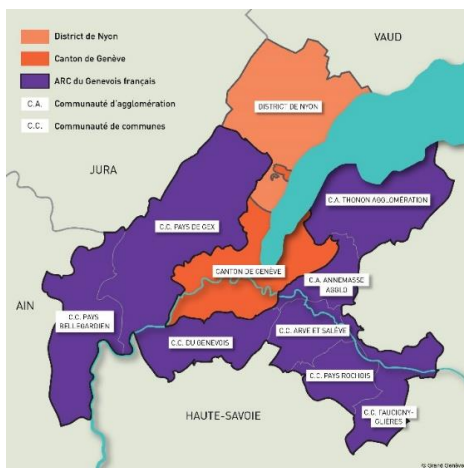 District de Nyon
Canton de Genève
ARC du Genevois français
C.A. Communauté d'agglomération
C.C. Communauté de communes
VAUD
DISTRICT DE NYON
JURA
C.A. THONON AGGLOMÉRATION
C.C. PAYS DE GEX
CANTON DE GENÈVE
C.A. ANNEMASSE
AGGLO
AIN
C.C. PAYS
BELLEGARDIEN
C.C. ARVE ET SALÈVE
C.C. DU GENEVOIS
C.C. PAYS ROCHOIS
HAUTE-SAVOIE
C.C. FAUCIGNY-
GLIÈRES
© Grand Genève